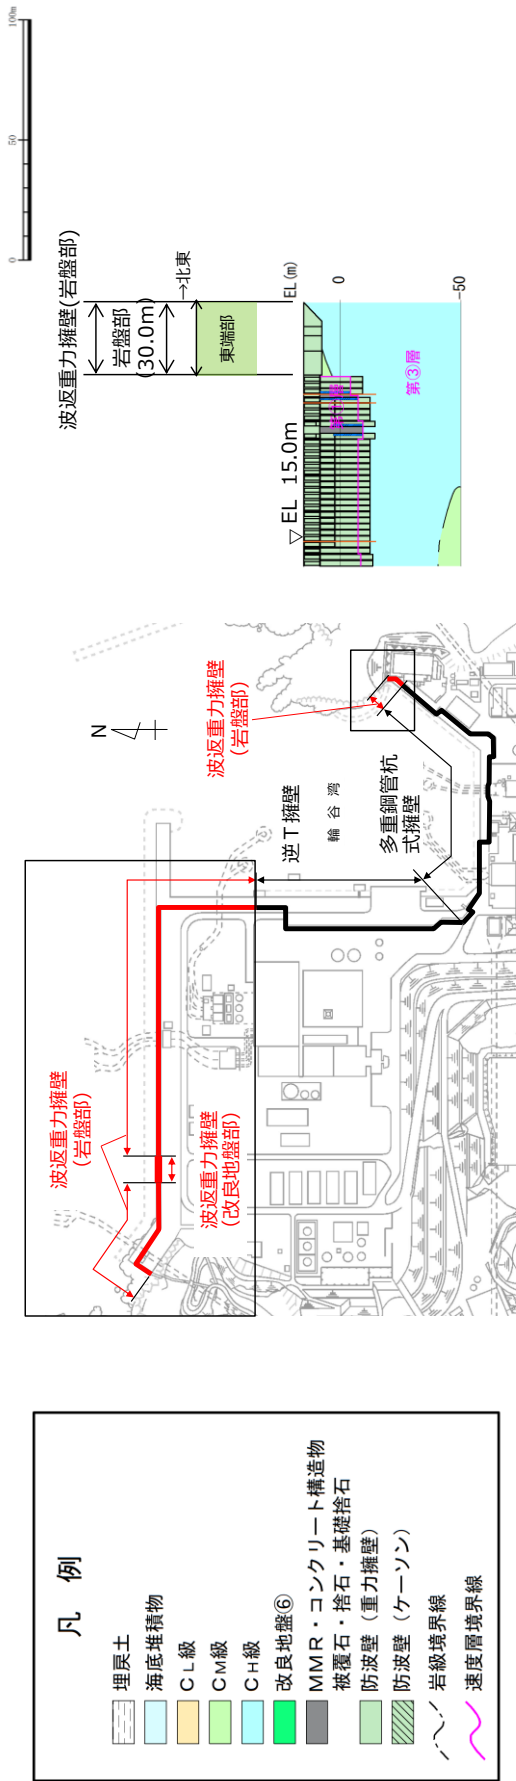 凡 例
埋戻土
海底堆積物
CL級
CM級
CH級
改良地盤⑥
MMR・コンクリート構造物
被覆石・捨石・基礎捨石
防波壁（重力擁壁）
防波壁（ケーソン）
岩級境界線
速度層境界線
波返重力擁壁
（岩盤部）
波返重力擁壁
（改良地盤部）
N
逆T擁壁
輪谷湾
多重鋼管杭
式擁壁
波返重力擁壁
（岩盤部）
波返重力擁壁（岩盤部）
岩盤部
(30.0m)
→北東
東端部
EL(m)
0
-50
▽EL 15.0m
第③層
0
50
100m